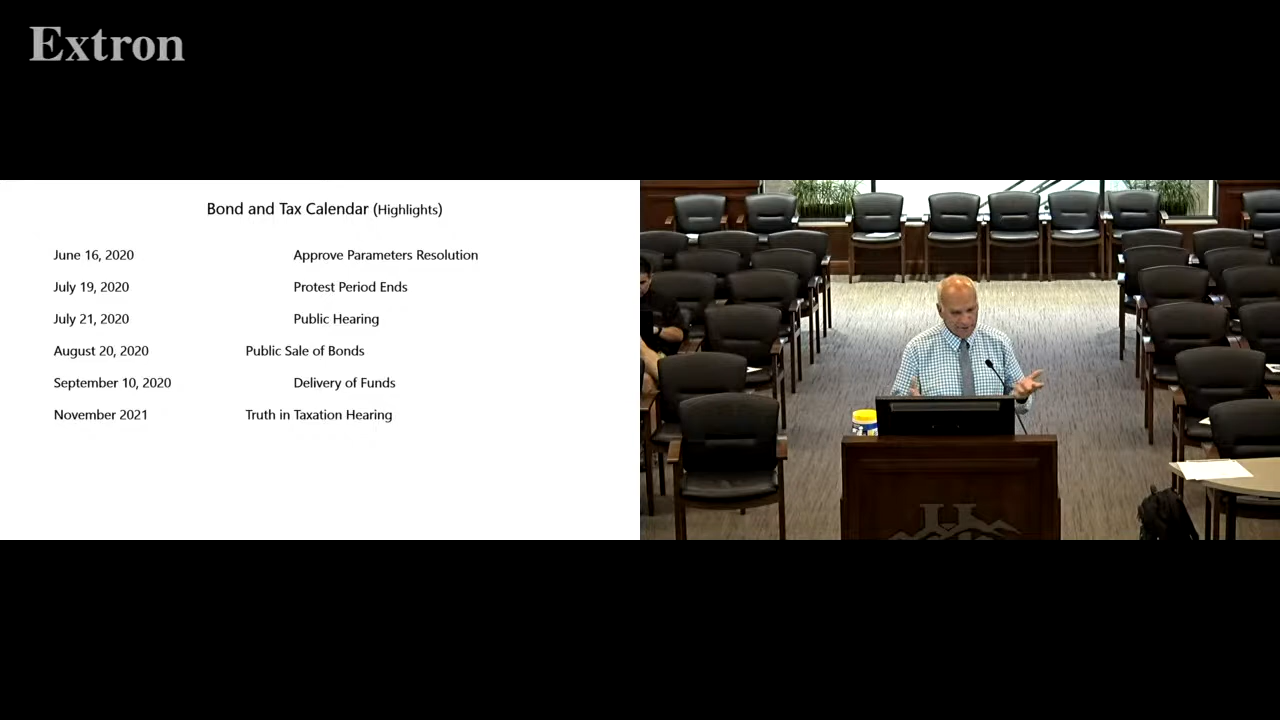 Extron
Bond and Tax Calendar (Highlights)
June 16, 2020 Approve Parameters Resolution
July 19, 2020 Protest Period Ends
July 21, 2020 Public Hearing
August 20, 2020 Public Sale of Bonds
September 10, 2020 Delivery of Funds
November 2021 Truth in Taxation Hearing